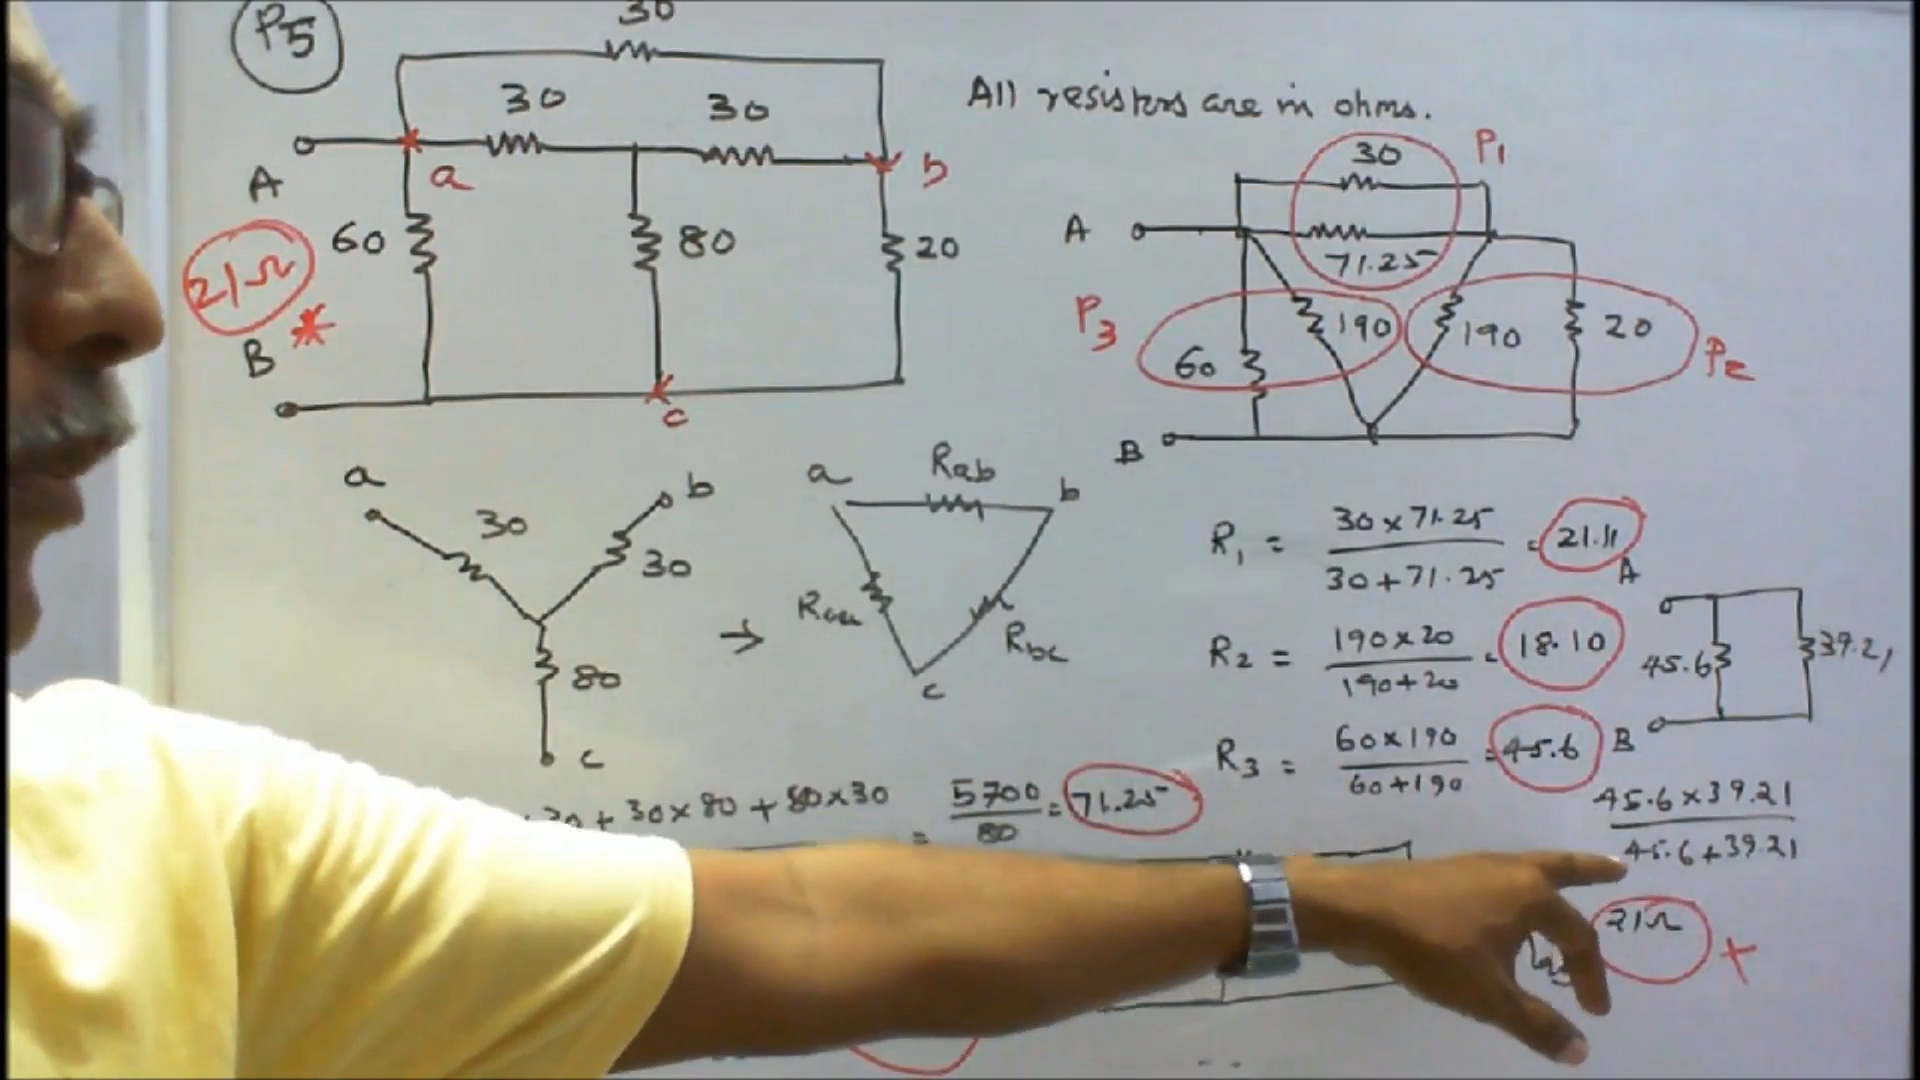 P5
30
30
30
All resistors are in ohms.
A
a
b
60
80
20
21Ω
B
c
30
P1
A
71.25
P3
190
190
20
60
P2
B
a
b
30
30
80
c
→
a
Rab
b
Rbc
c
R1 = 30 × 71.25 / 30 + 71.25 = 21.11
R2 = 190 × 20 / 190 + 20 = 18.10
R3 = 60 × 190 / 60 + 190 = 45.6
A
45.6
39.21
B
30 + 30 × 80 + 80 × 30
=
5700 / 80 = 71.25
45.6 × 39.21
45.6 + 39.21
21Ω